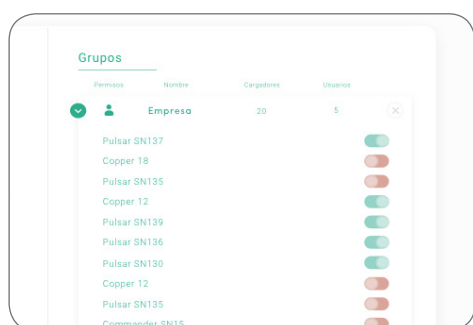 Grupos
Permisos Nombre Cargadores Usuarios
Empresa 20 5
Pulsar SN137
Copper 18
Pulsar SN135
Copper 12
Pulsar SN139
Pulsar SN136
Pulsar SN130
Copper 12
Pulsar SN135
Commander SN15